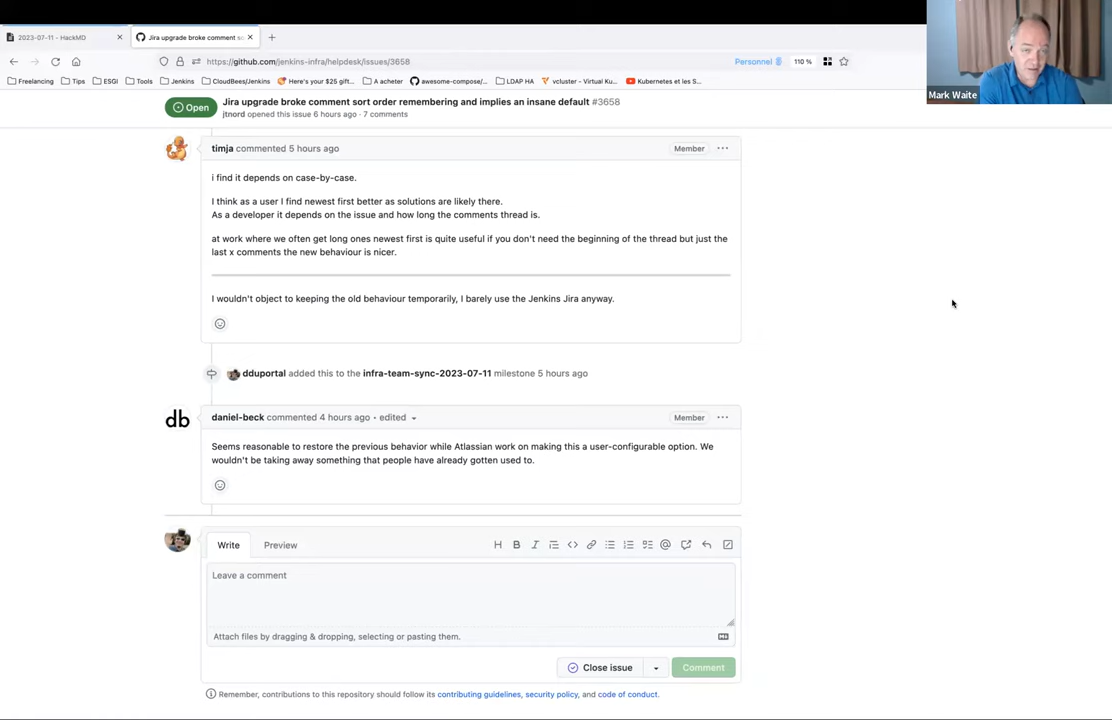 2023-07-11 - HackMD
Jira upgrade broke comment so
https://github.com/jenkins-infra/helpdesk/issues/3658
Personnel
110 %
Freelancing
Tips
ESGI
Tools
Jenkins
CloudBees/Jenkins
Here's your $25 gift...
A acheter
awesome-compose/...
LDAP HA
vcluster - Virtual Ku...
Kubernetes et les S...
Mark Waite
Open
Jira upgrade broke comment sort order remembering and implies an insane default #3658
jtnord opened this issue 6 hours ago · 7 comments
timja commented 5 hours ago
Member
i find it depends on case-by-case.
I think as a user I find newest first better as solutions are likely there.
As a developer it depends on the issue and how long the comments thread is.
at work where we often get long ones newest first is quite useful if you don't need the beginning of the thread but just the
last x comments the new behaviour is nicer.
I wouldn't object to keeping the old behaviour temporarily, I barely use the Jenkins Jira anyway.
dduportal added this to the infra-team-sync-2023-07-11 milestone 5 hours ago
db
daniel-beck commented 4 hours ago • edited
Member
Seems reasonable to restore the previous behavior while Atlassian work on making this a user-configurable option. We
wouldn't be taking away something that people have already gotten used to.
Write
Preview
H B I
Leave a comment
Attach files by dragging & dropping, selecting or pasting them.
Close issue
Comment
Remember, contributions to this repository should follow its contributing guidelines, security policy, and code of conduct.